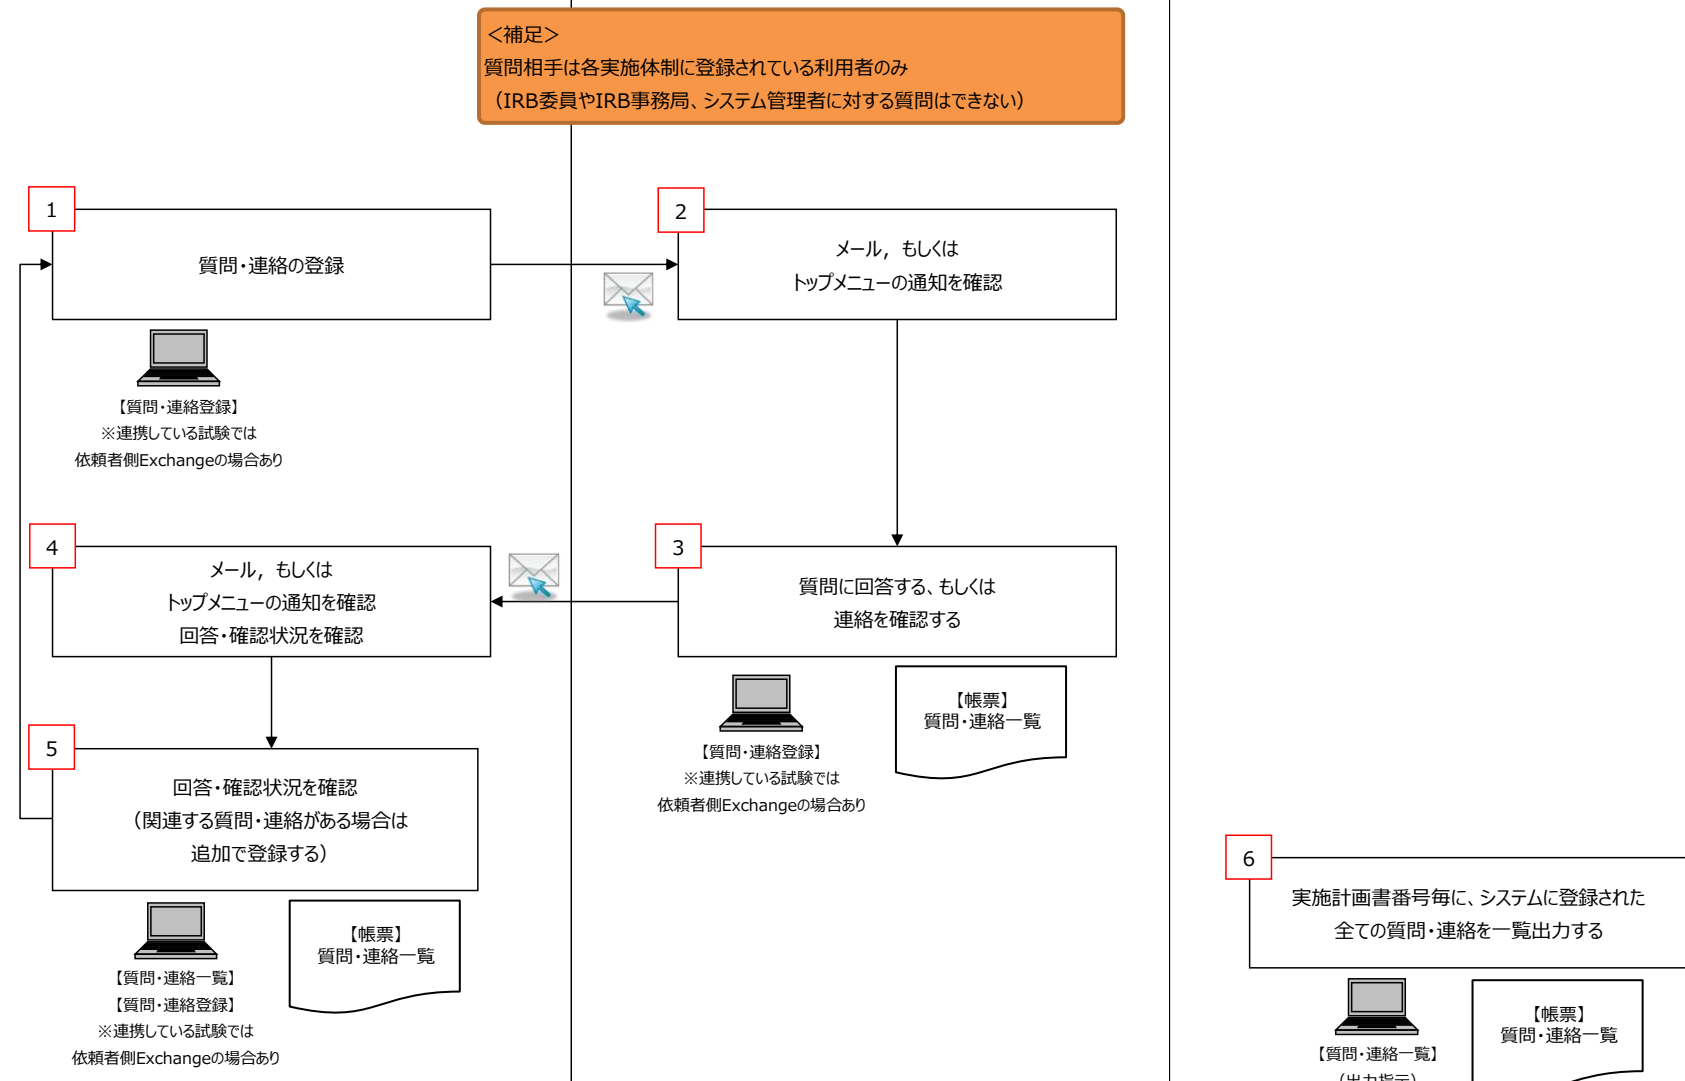 ＜補足＞
質問相手は各実施体制に登録されている利用者のみ
（IRB委員やIRB事務局、システム管理者に対する質問はできない）
1
質問・連絡の登録
【質問・連絡登録】
※連携している試験では
依頼者側Exchangeの場合あり
2
メール，もしくは
トップメニューの通知を確認
4
メール，もしくは
トップメニューの通知を確認
回答・確認状況を確認
3
質問に回答する、もしくは
連絡を確認する
【質問・連絡登録】
※連携している試験では
依頼者側Exchangeの場合あり
【帳票】
質問・連絡一覧
5
回答・確認状況を確認
（関連する質問・連絡がある場合は
追加で登録する）
【質問・連絡一覧】
【質問・連絡登録】
※連携している試験では
依頼者側Exchangeの場合あり
【帳票】
質問・連絡一覧
6
実施計画書番号毎に、システムに登録された
全ての質問・連絡を一覧出力する
【質問・連絡一覧】
（出力指示）
【帳票】
質問・連絡一覧